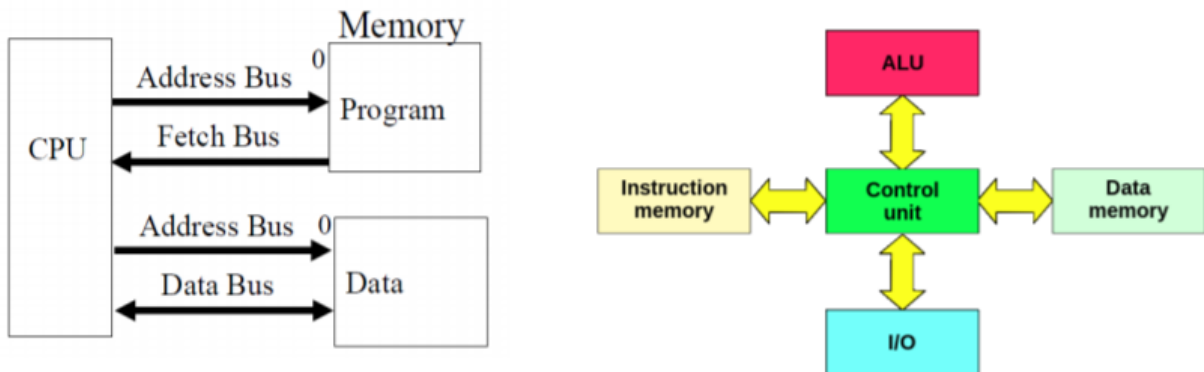 Memory
0
Address Bus
Program
Fetch Bus
CPU
Address Bus
0
Data Bus
Data
ALU
Instruction
memory
Control
unit
Data
memory
I/O